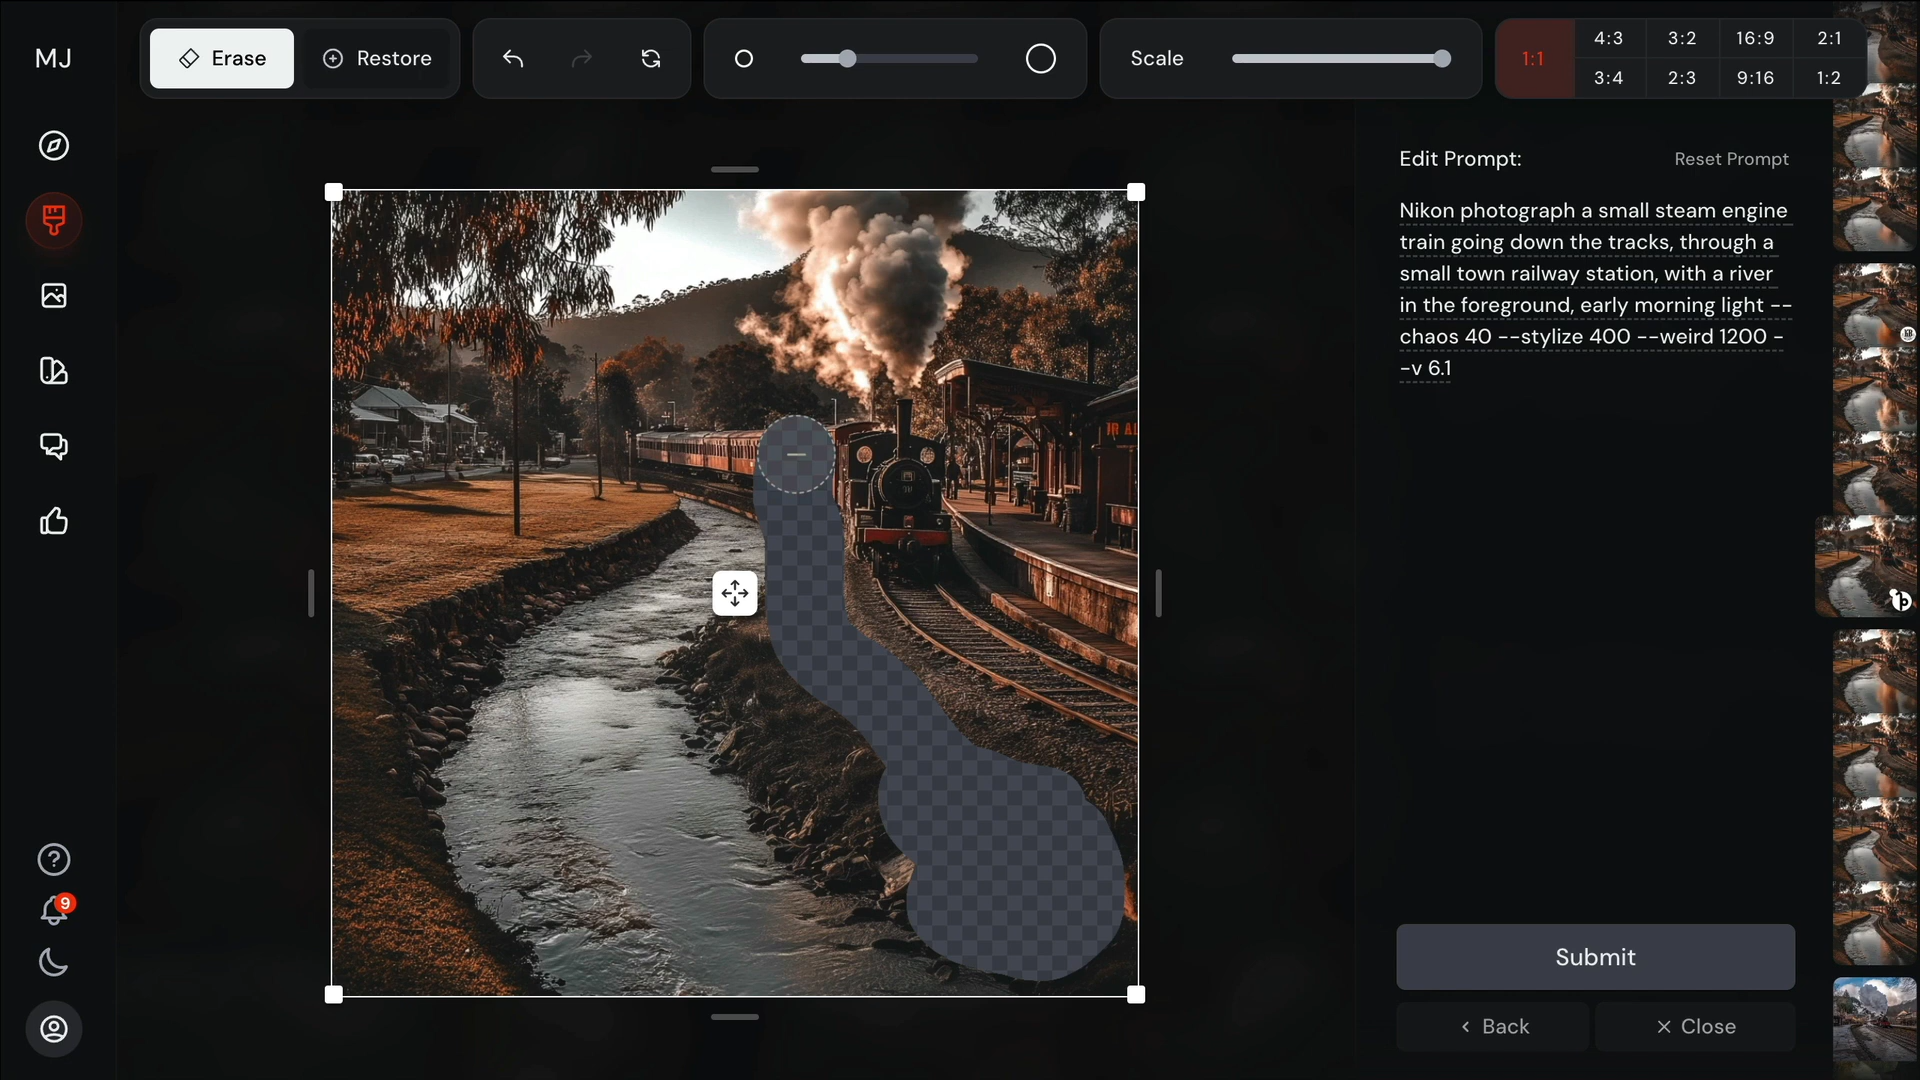 MJ
Erase
Restore
Scale
1:1
4:3
3:2
16:9
2:1
3:4
2:3
9:16
1:2
Edit Prompt:
Reset Prompt
Nikon photograph a small steam engine
train going down the tracks, through a
small town railway station, with a river
in the foreground, early morning light --
chaos 40 --stylize 400 --weird 1200 -
-v 6.1
9
Submit
Back
Close